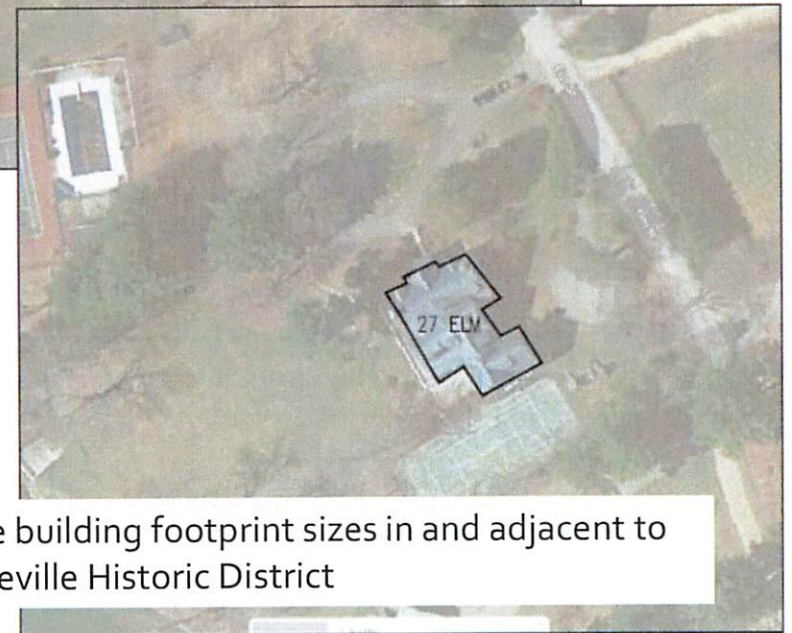 27 ELM
building footprint sizes in and adjacent to
eville Historic District